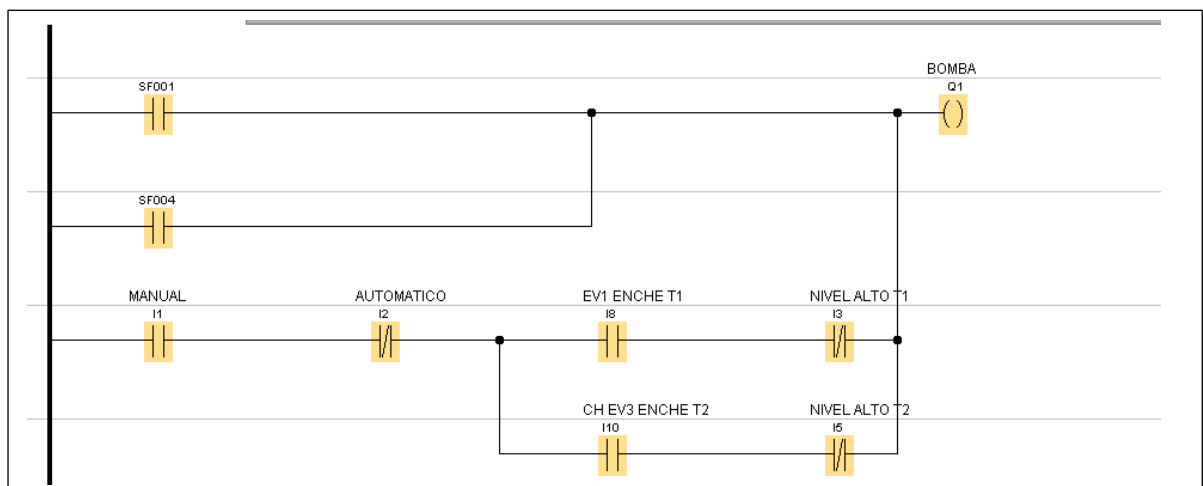 BOMBA
SF001
Q1
SF004
MANUAL
AUTOMATICO
EV1 ENCHE T1
NIVEL ALTO T1
I1
I2
I8
I3
CH EV3 ENCHE T2
NIVEL ALTO T2
I10
I5